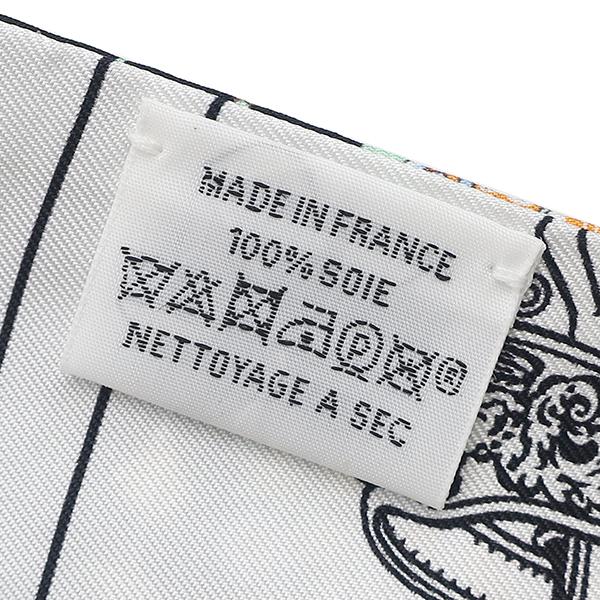 MADE IN FRANCE
100% SOIE
P ®
NETTOYAGE A SEC